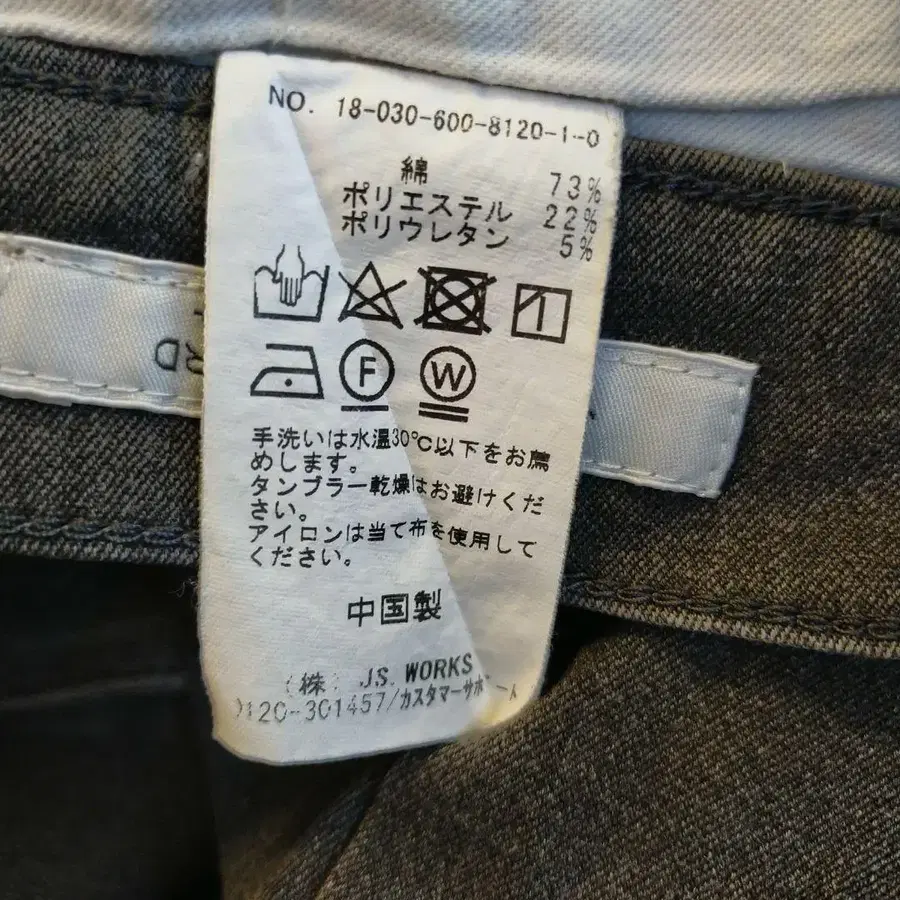 NO. 18-030-600-8120-1-0
綿 73%
ポリエステル 22%
ポリウレタン 5%
F W
手洗いは水温30℃以下をお薦
めします。
タンブラー乾燥はお避けくだ
さい。
アイロンは当て布を使用して
ください。
中国製
(株) J.S. WORKS
0120-301457/カスタマーサポート
RD